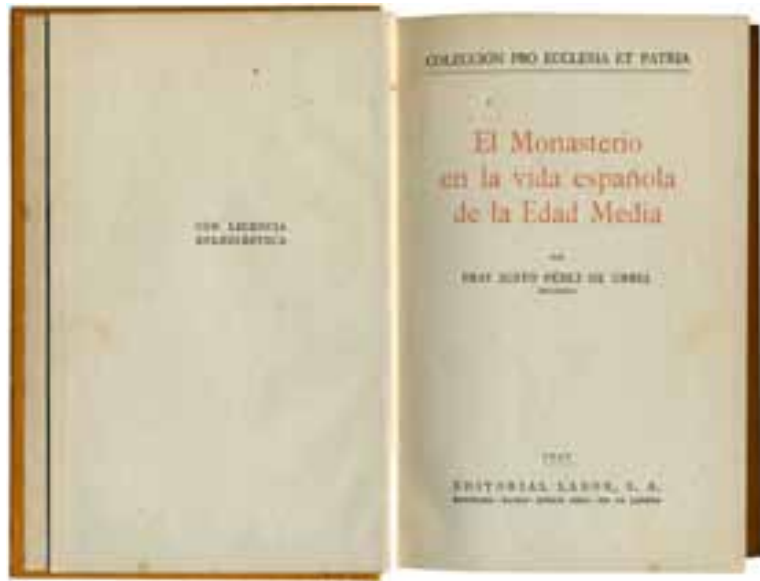 CON LICENCIA
ECLESIÁSTICA
COLECCIÓN PRO ECCLESIA ET PATRIA
El Monasterio
en la vida española
de la Edad Media
POR
FRAY JUSTO PÉREZ DE URBEL
EDITORIAL LABOR, S. A.